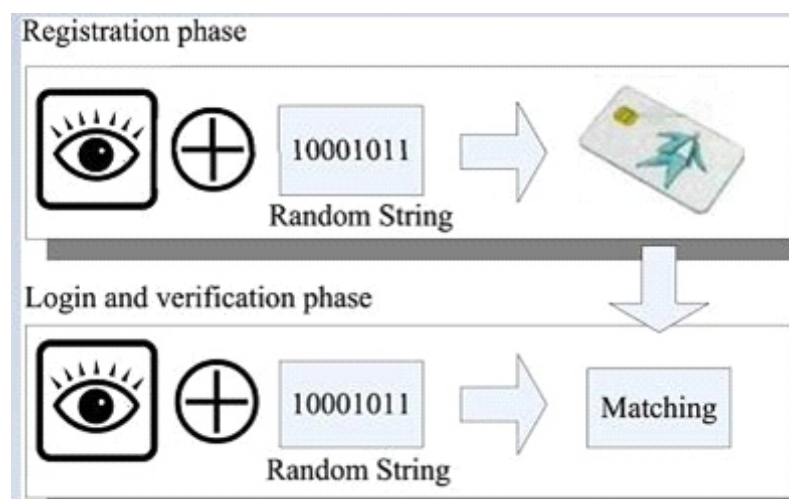 Registration phase
10001011
Random String
Login and verification phase
10001011
Matching
Random String